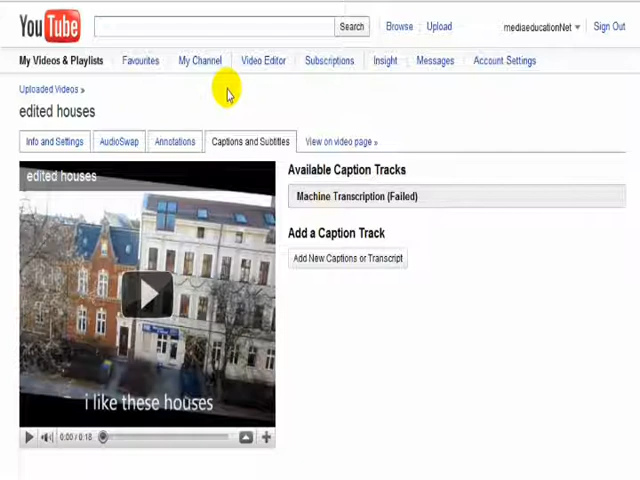 YouTube Search Browse Upload mediaeducationNet Sign Out
My Videos & Playlists Favourites My Channel Video Editor Subscriptions Insight Messages Account Settings
Uploaded Videos »
edited houses
Info and Settings AudioSwap Annotations Captions and Subtitles View on video page »
edited houses
i like these houses
0:00 / 0:18
Available Caption Tracks
Machine Transcription (Failed)
Add a Caption Track
Add New Captions or Transcript